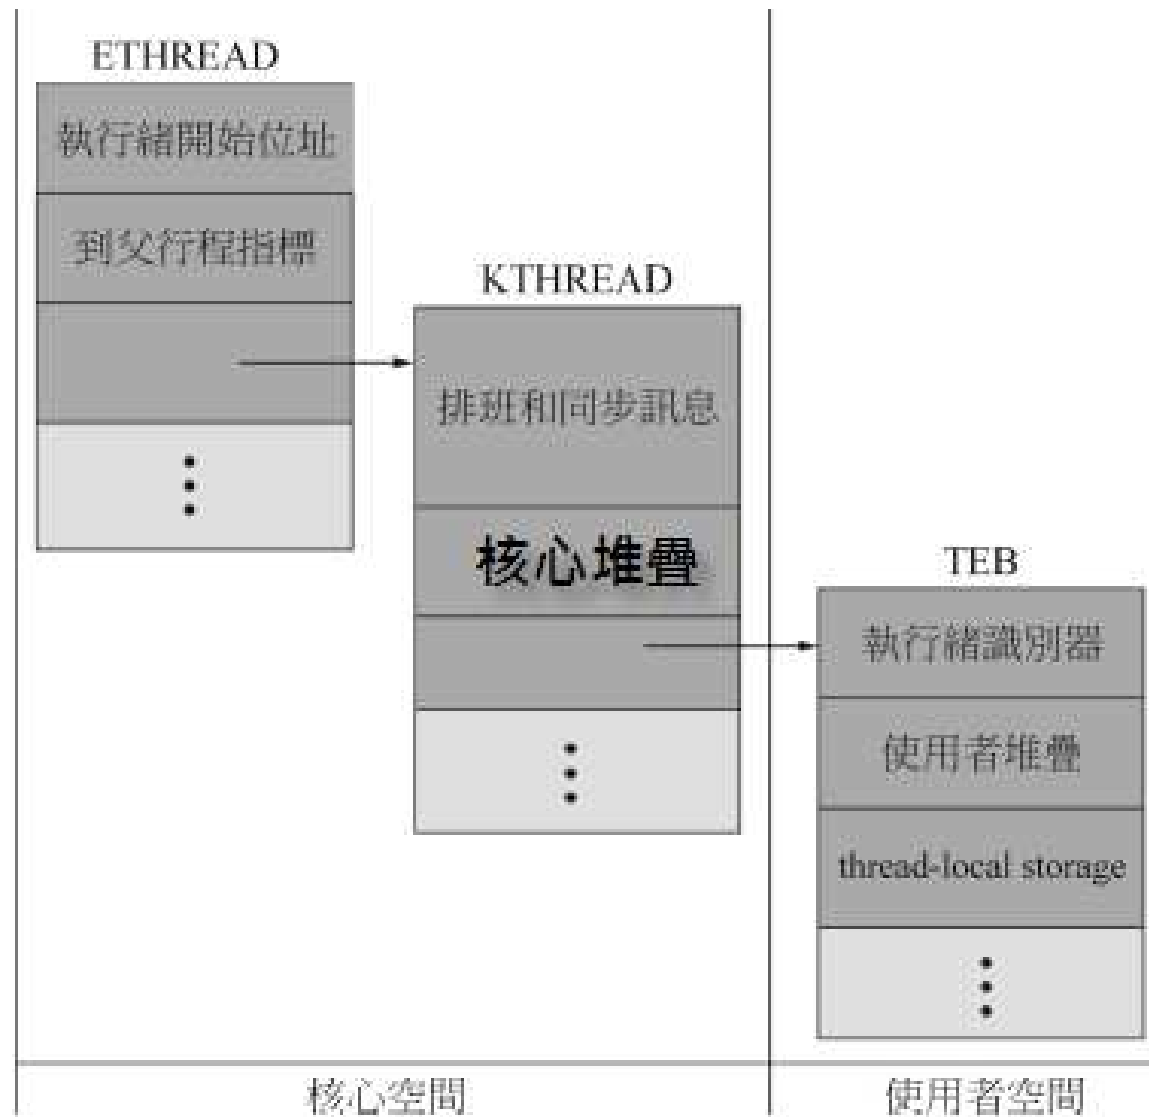 ETHREAD
執行緒開始位址
到父行程指標
KTHREAD
排班和同步訊息
核心堆疊
TEB
執行緒識別器
使用者堆疊
thread-local storage
核心空間
使用者空間